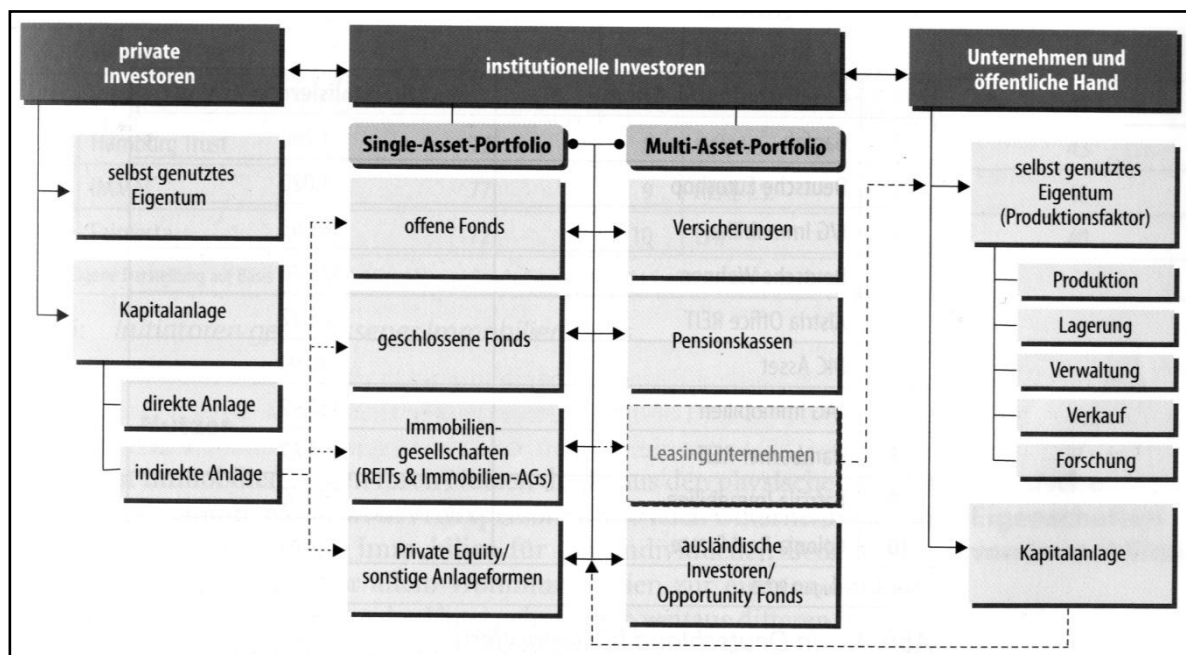 private
Investoren
institutionelle Investoren
Unternehmen und
öffentliche Hand
Single-Asset-Portfolio
Multi-Asset-Portfolio
selbst genutztes
Eigentum
Kapitalanlage
direkte Anlage
indirekte Anlage
offene Fonds
geschlossene Fonds
Immobilien-
gesellschaften
(REITs & Immobilien-AGs)
Private Equity/
sonstige Anlageformen
Versicherungen
Pensionskassen
Leasingunternehmen
ausländische
Investoren/
Opportunity Fonds
selbst genutztes
Eigentum
(Produktionsfaktor)
Produktion
Lagerung
Verwaltung
Verkauf
Forschung
Kapitalanlage